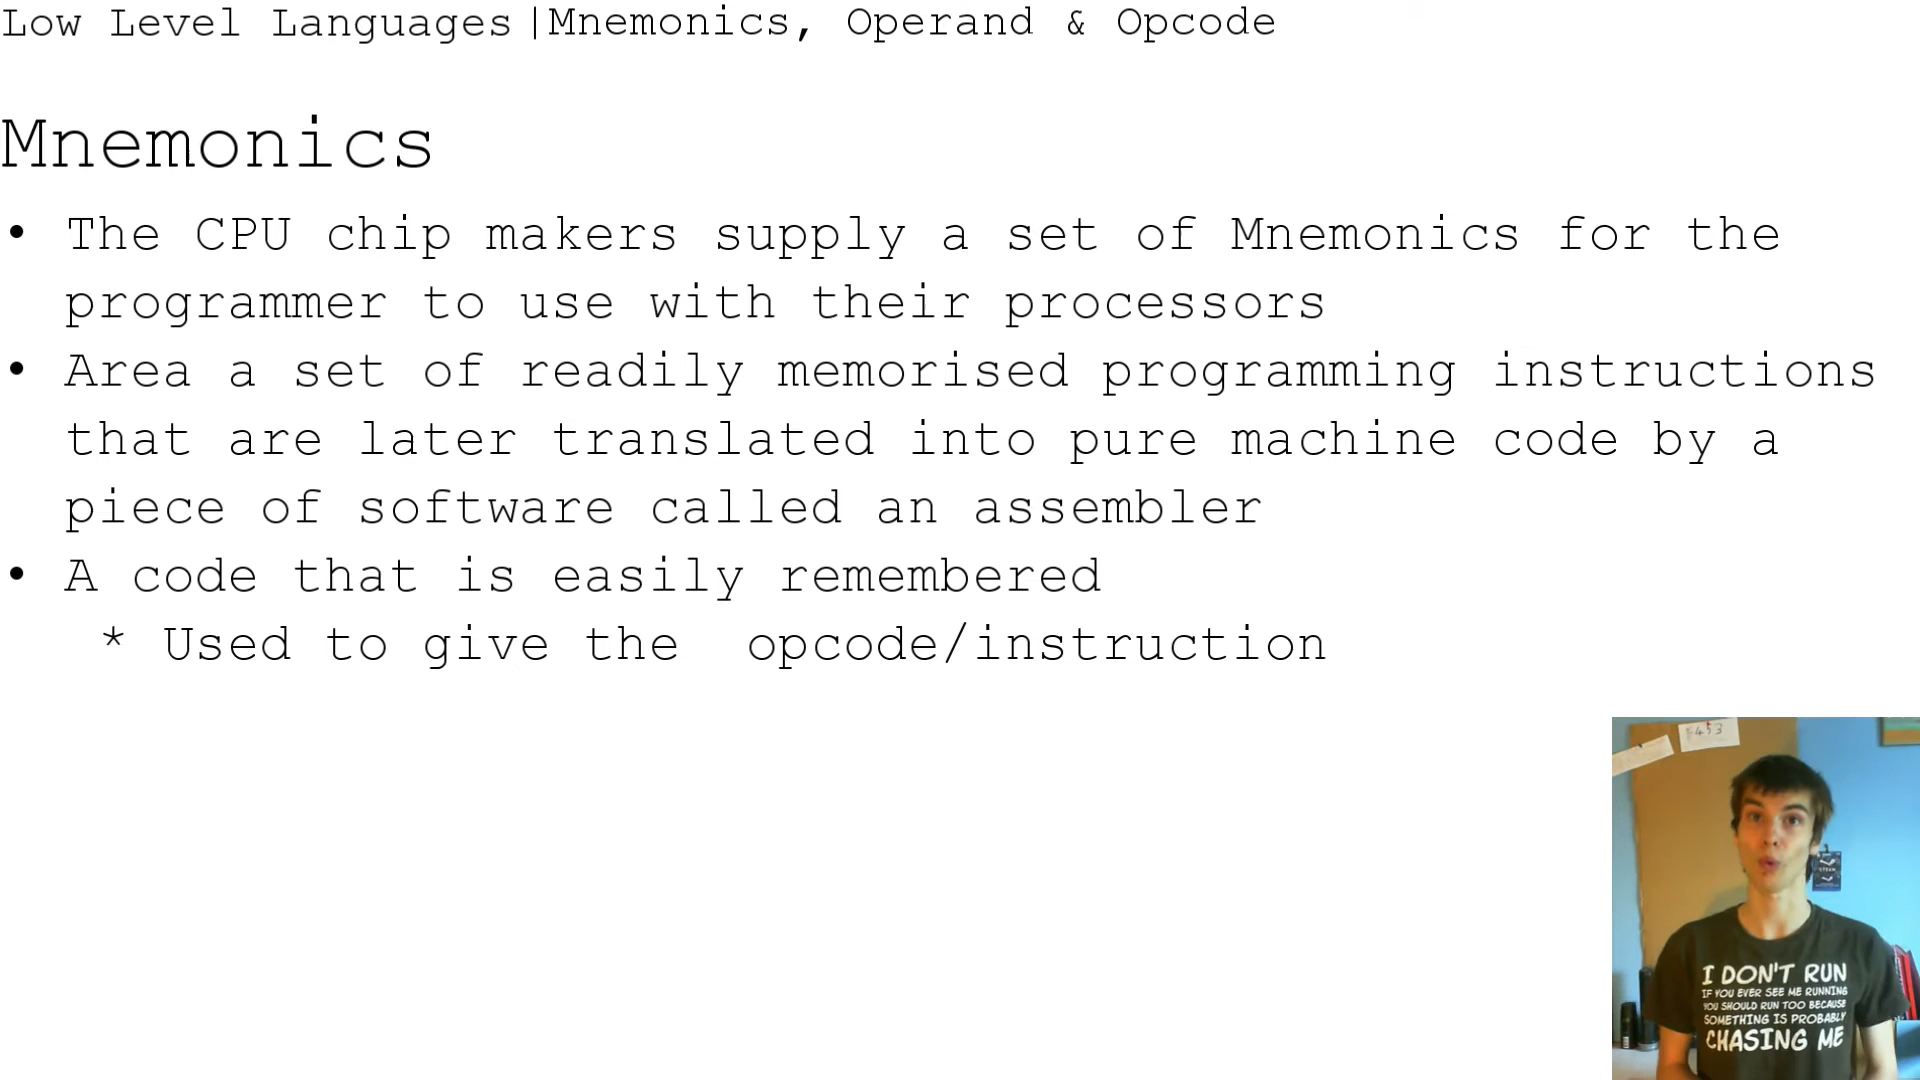 Low Level Languages |Mnemonics, Operand & Opcode
Mnemonics
• The CPU chip makers supply a set of Mnemonics for the
programmer to use with their processors
• Area a set of readily memorised programming instructions
that are later translated into pure machine code by a
piece of software called an assembler
• A code that is easily remembered
* Used to give the opcode/instruction
F453
STEAM
I DON'T RUN
IF YOU EVER SEE ME RUNNING
YOU SHOULD RUN TOO BECAUSE
SOMETHING IS PROBABLY
CHASING ME